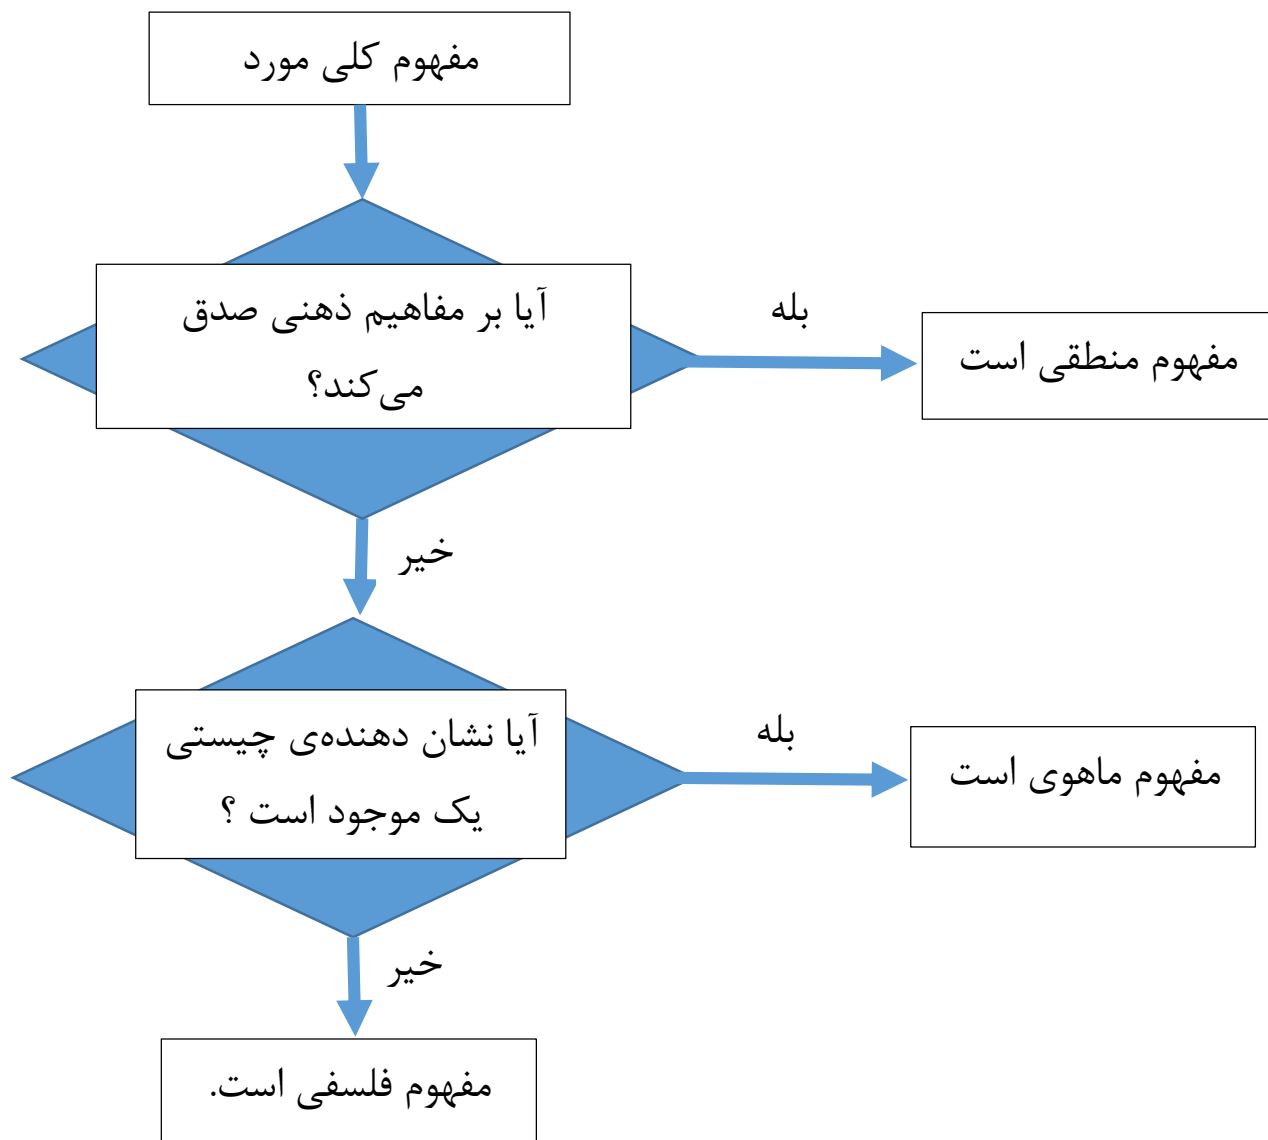 مفهوم کلی مورد
آیا بر مفاهیم ذهنی صدق
می‌کند؟
بله
مفهوم منطقی است
خیر
آیا نشان دهنده‌ی چیستی
یک موجود است ؟
بله
مفهوم ماهوی است
خیر
مفهوم فلسفی است.